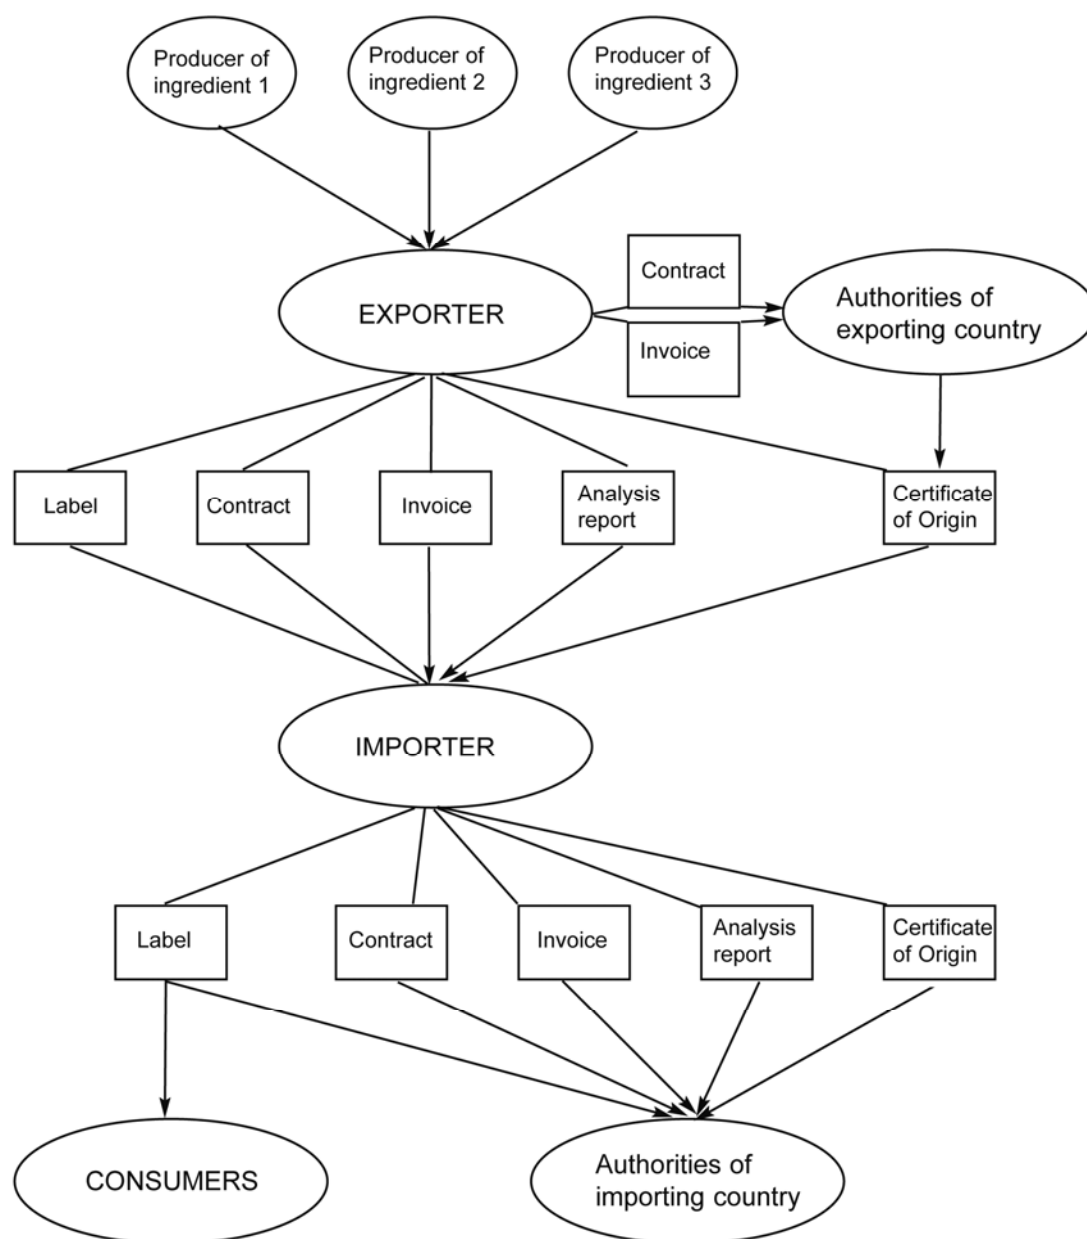 Producer of
ingredient 1
Producer of
ingredient 2
Producer of
ingredient 3
EXPORTER
Contract
Invoice
Authorities of
exporting country
Label
Contract
Invoice
Analysis
report
Certificate
of Origin
IMPORTER
Label
Contract
Invoice
Analysis
report
Certificate
of Origin
CONSUMERS
Authorities of
importing country